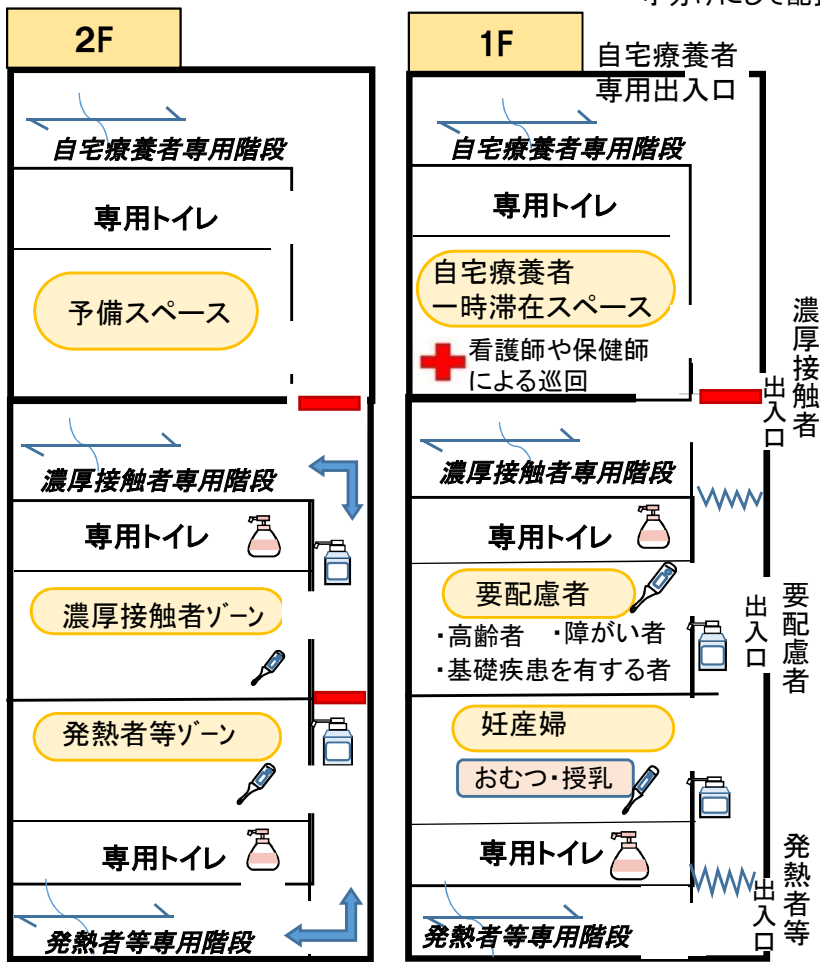 2F
自宅療養者専用階段
専用トイレ
予備スペース
濃厚接触者専用階段
専用トイレ
濃厚接触者ゾーン
発熱者等ゾーン
専用トイレ
発熱者等専用階段
1F
自宅療養者
専用出入口
自宅療養者専用階段
専用トイレ
自宅療養者
一時滞在スペース
看護師や保健師
による巡回
濃厚接触者
出入口
濃厚接触者専用階段
専用トイレ
要配慮者
・高齢者 ・障がい者
・基礎疾患を有する者
要配慮者
出入口
妊産婦
おむつ・授乳
専用トイレ
発熱者等
出入口
発熱者等専用階段